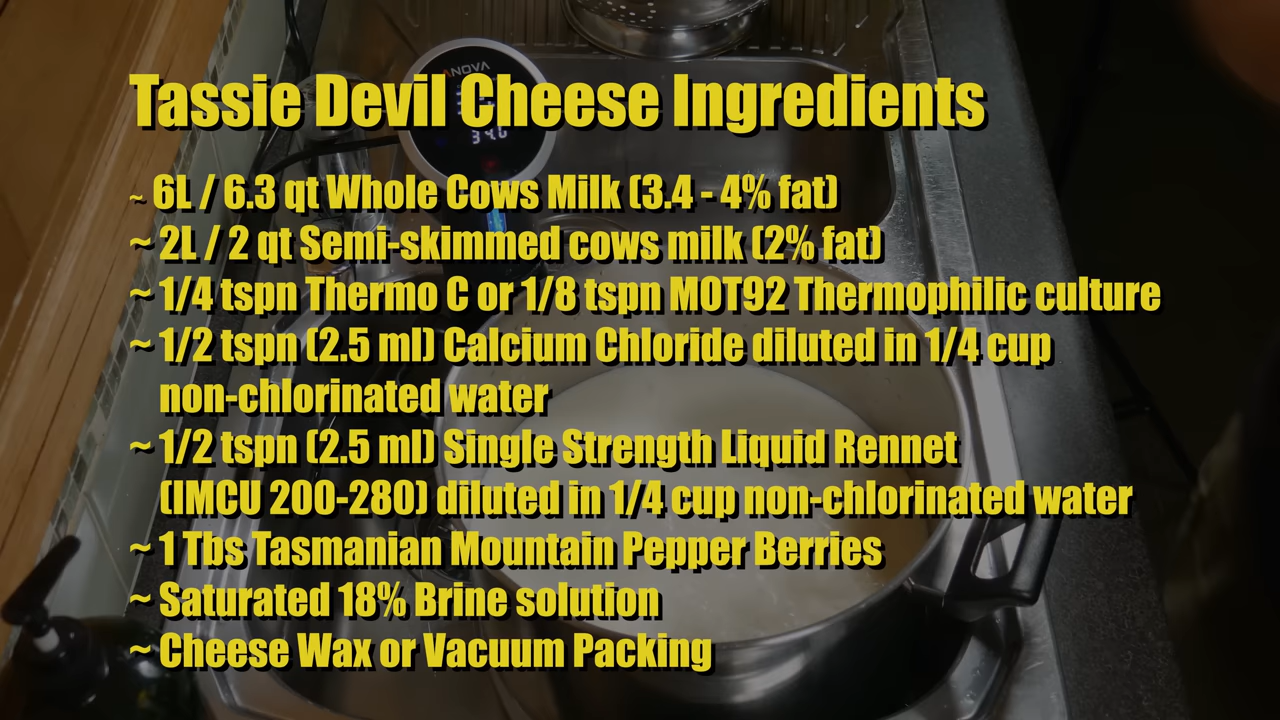 Tassie Devil Cheese Ingredients
ANOVA
34.0
~ 6L / 6.3 qt Whole Cows Milk (3.4 - 4% fat)
~ 2L / 2 qt Semi-skimmed cows milk (2% fat)
~ 1/4 tspn Thermo C or 1/8 tspn MOT92 Thermophilic culture
~ 1/2 tspn (2.5 ml) Calcium Chloride diluted in 1/4 cup
non-chlorinated water
~ 1/2 tspn (2.5 ml) Single Strength Liquid Rennet
(IMCU 200-280) diluted in 1/4 cup non-chlorinated water
~ 1 Tbs Tasmanian Mountain Pepper Berries
~ Saturated 18% Brine solution
~ Cheese Wax or Vacuum Packing